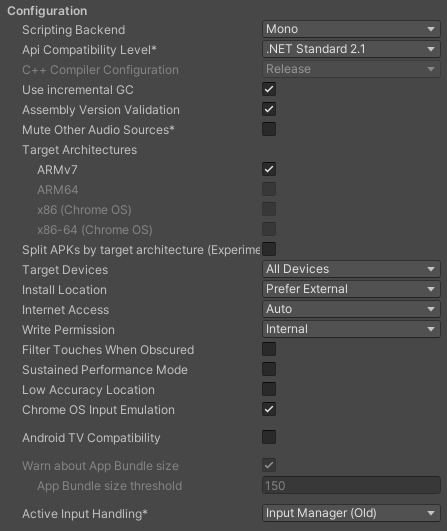 Configuration
Scripting Backend Mono
Api Compatibility Level* .NET Standard 2.1
C++ Compiler Configuration Release
Use incremental GC
Assembly Version Validation
Mute Other Audio Sources*
Target Architectures
ARMv7
ARM64
x86 (Chrome OS)
x86-64 (Chrome OS)
Split APKs by target architecture (Experime
Target Devices All Devices
Install Location Prefer External
Internet Access Auto
Write Permission Internal
Filter Touches When Obscured
Sustained Performance Mode
Low Accuracy Location
Chrome OS Input Emulation
Android TV Compatibility
Warn about App Bundle size
App Bundle size threshold 150
Active Input Handling* Input Manager (Old)